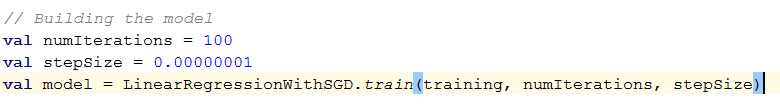 // Building the model
val numIterations = 100
val stepSize = 0.00000001
val model = LinearRegressionWithSGD.train(training, numIterations, stepSize)